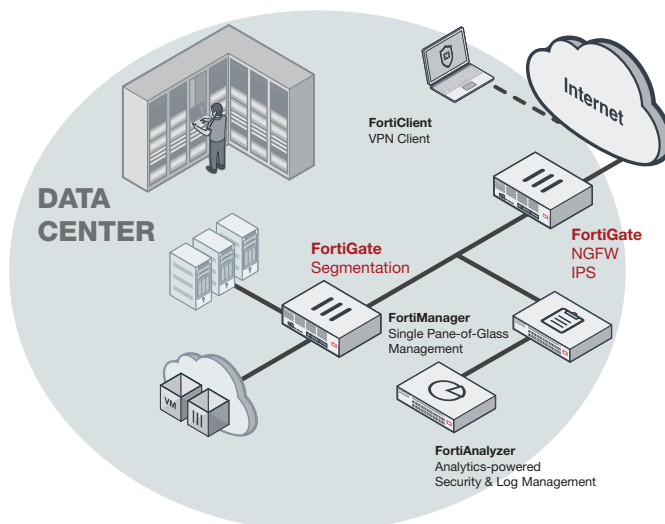 Internet
FortiClient
VPN Client
DATA
CENTER
FortiGate
Segmentation
FortiGate
NGFW
IPS
FortiManager
Single Pane-of-Glass
Management
VM
FortiAnalyzer
Analytics-powered
Security & Log Management